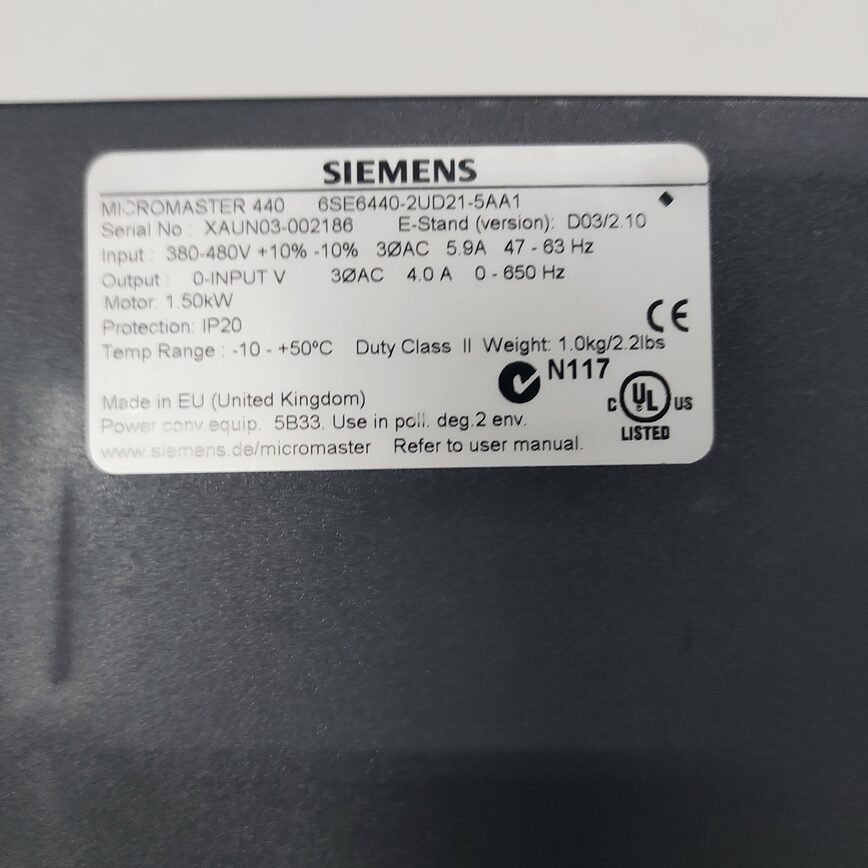 SIEMENS
MICROMASTER 440 6SE6440-2UD21-5AA1
Serial No : XAUN03-002186 E-Stand (version): D03/2.10
Input : 380-480V +10% -10% 3ØAC 5.9A 47 - 63 Hz
Output : 0-INPUT V 3ØAC 4.0 A 0 - 650 Hz
Motor: 1.50kW
Protection: IP20
CE
Temp Range : -10 - +50°C Duty Class II Weight: 1.0kg/2.2lbs
N117
Made in EU (United Kingdom)
C UL US
Power conv.equip. 5B33. Use in poll. deg.2 env.
LISTED
www.siemens.de/micromaster Refer to user manual.